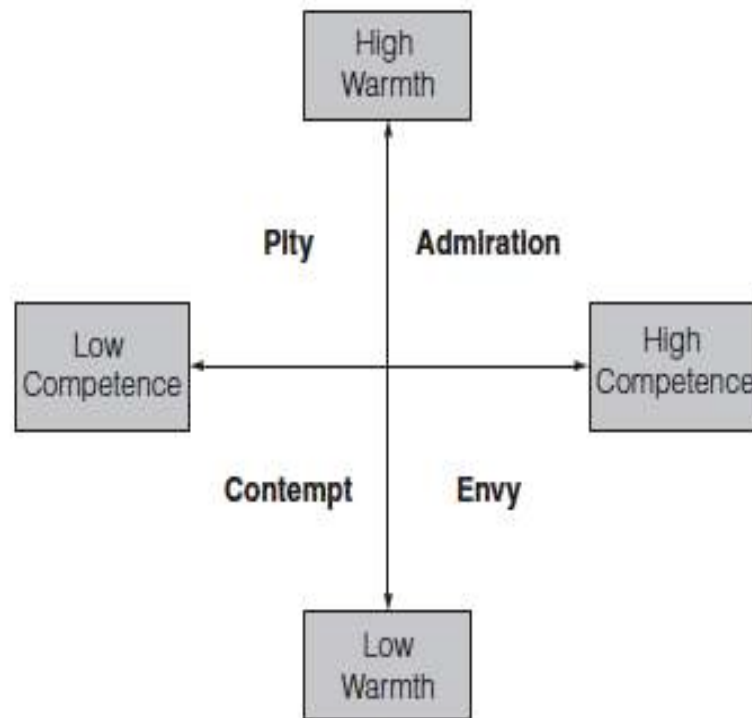 High
Warmth
Pity
Admiration
Low
Competence
High
Competence
Contempt
Envy
Low
Warmth